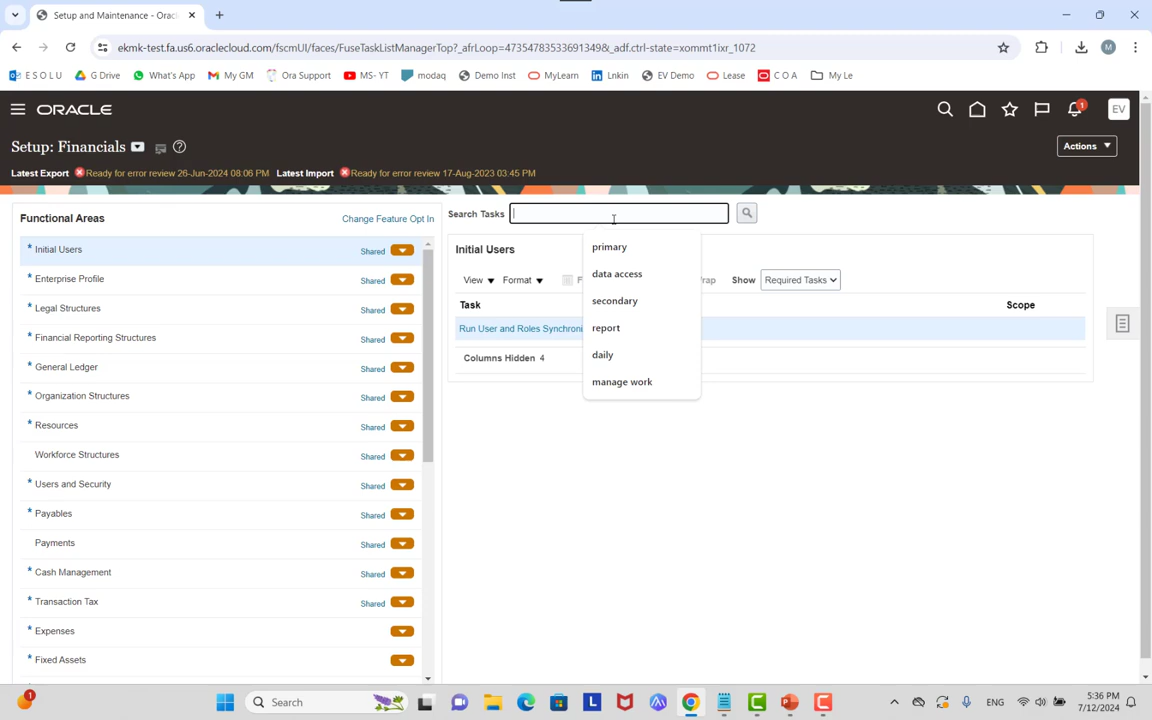 Setup and Maintenance - Orac
ekmk-test.fa.us6.oraclecloud.com/fscmUI/faces/FuseTaskListManagerTop?_afrLoop=47354783533691349&_adf.ctrl-state=xommt1ixr_1072
M
E S O L U G Drive What's App My GM Ora Support MS- YT modaq Demo Inst MyLearn Lnkin EV Demo Lease C O A My Le
ORACLE 1 EV
Setup: Financials Actions
Latest Export Ready for error review 26-Jun-2024 08:06 PM Latest Import Ready for error review 17-Aug-2023 03:45 PM
Functional Areas Change Feature Opt In
* Initial Users Shared
* Enterprise Profile Shared
* Legal Structures Shared
* Financial Reporting Structures Shared
* General Ledger Shared
* Organization Structures Shared
* Resources Shared
Workforce Structures Shared
* Users and Security Shared
* Payables Shared
Payments Shared
* Cash Management Shared
* Transaction Tax Shared
* Expenses
* Fixed Assets
Search Tasks
primary
data access
secondary
report
daily
manage work
Initial Users
View Format F rap Show Required Tasks
Task Scope
Run User and Roles Synchroni
Columns Hidden 4
1 Search ENG 5:36 PM
7/12/2024